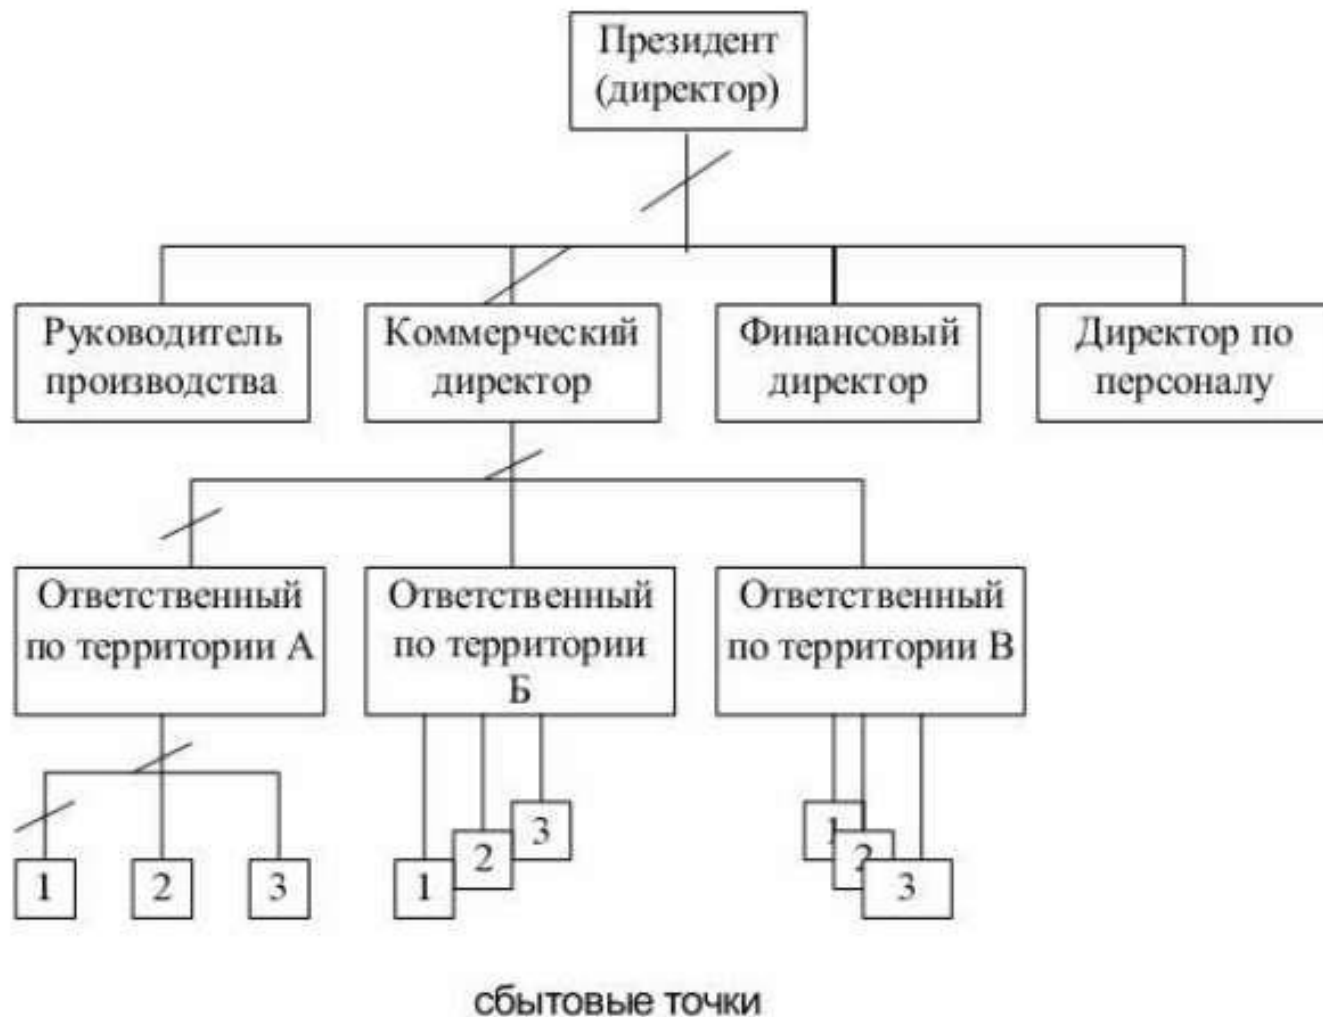 Президент
(директор)
Руководитель
производства
Коммерческий
директор
Финансовый
директор
Директор по
персоналу
Ответственный
по территории А
Ответственный
по территории
Б
Ответственный
по территории В
1
2
3
1
2
3
1
2
3
сбытовые точки